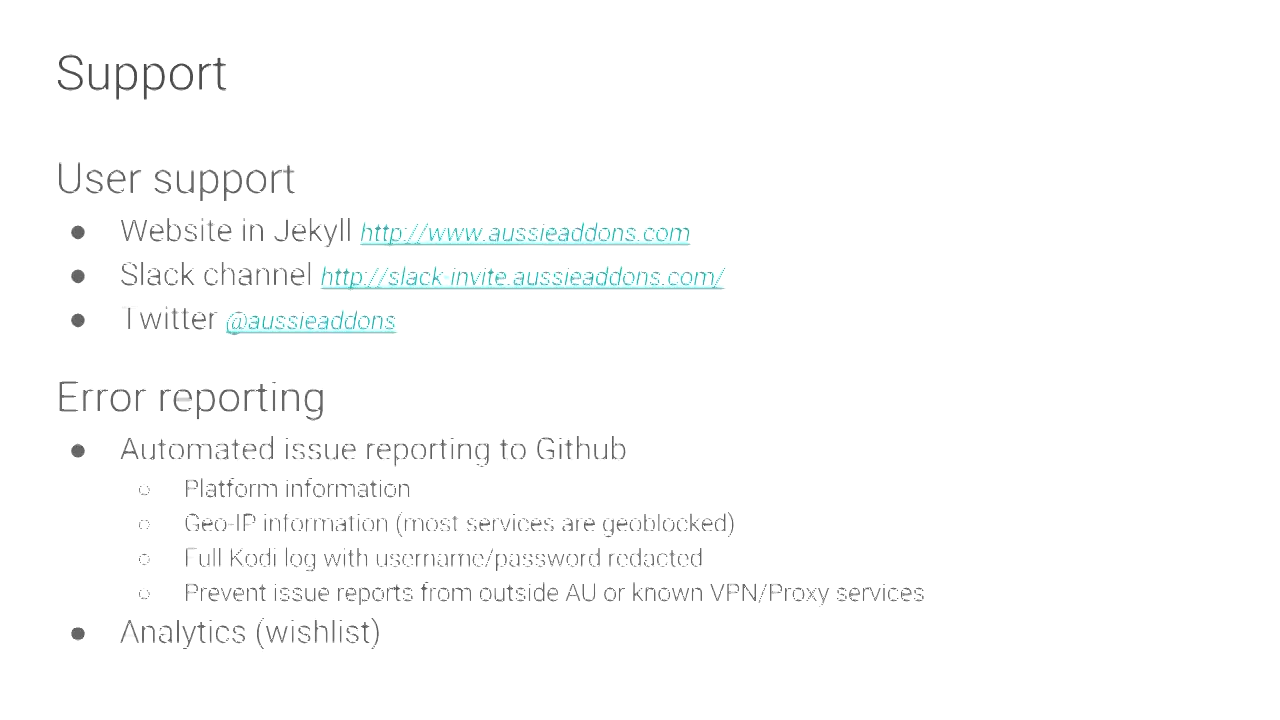 Support
User support
● Website in Jekyll http://www.aussieaddons.com
● Slack channel http://slack-invite.aussieaddons.com/
● Twitter @aussieaddons
Error reporting
● Automated issue reporting to Github
○ Platform information
○ Geo-IP information (most services are geoblocked)
○ Full Kodi log with username/password redacted
○ Prevent issue reports from outside AU or known VPN/Proxy services
● Analytics (wishlist)